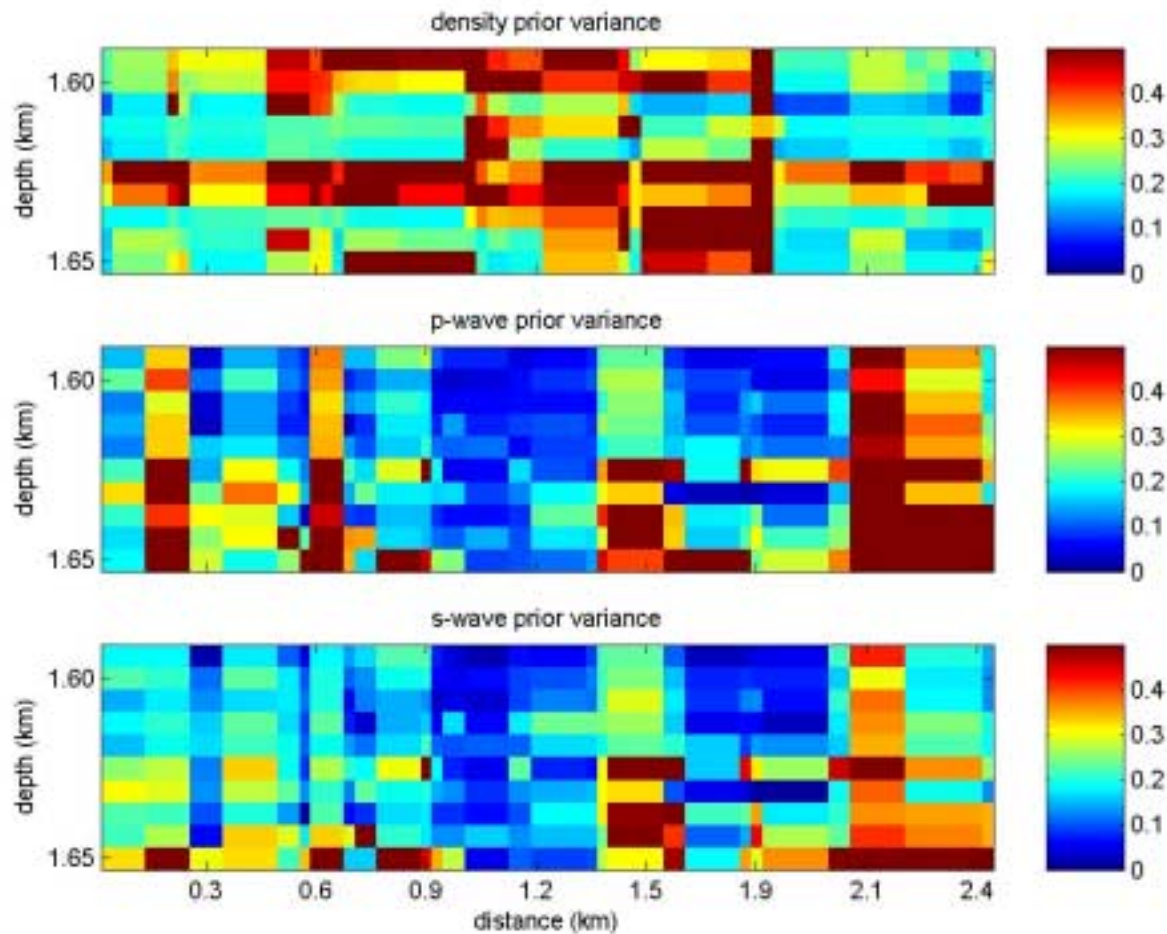 density prior variance
1.60
1.65
depth (km)
0.4
0.3
0.2
0.1
0
p-wave prior variance
1.60
1.65
depth (km)
0.4
0.3
0.2
0.1
0
s-wave prior variance
1.60
1.65
depth (km)
0.4
0.3
0.2
0.1
0
0.3 0.6 0.9 1.2 1.5 1.9 2.1 2.4
distance (km)